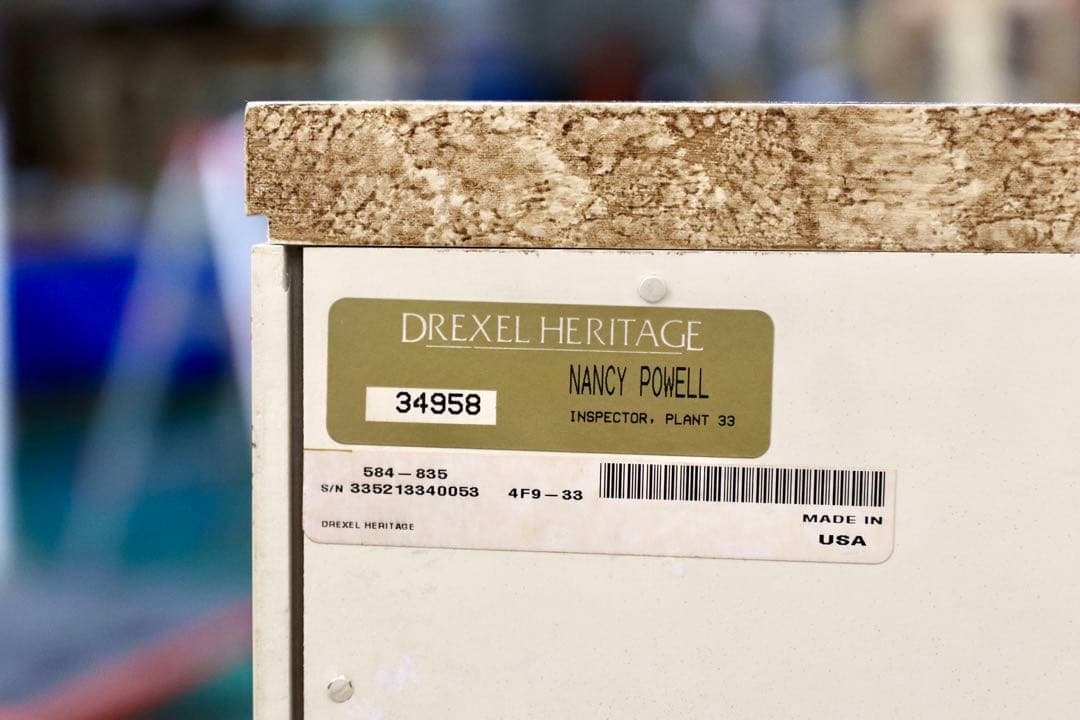 DREXEL HERITAGE
NANCY POWELL
34958
INSPECTOR, PLANT 33
584-835
S/N 335213340053 4F9-33
MADE IN
DREXEL HERITAGE
USA